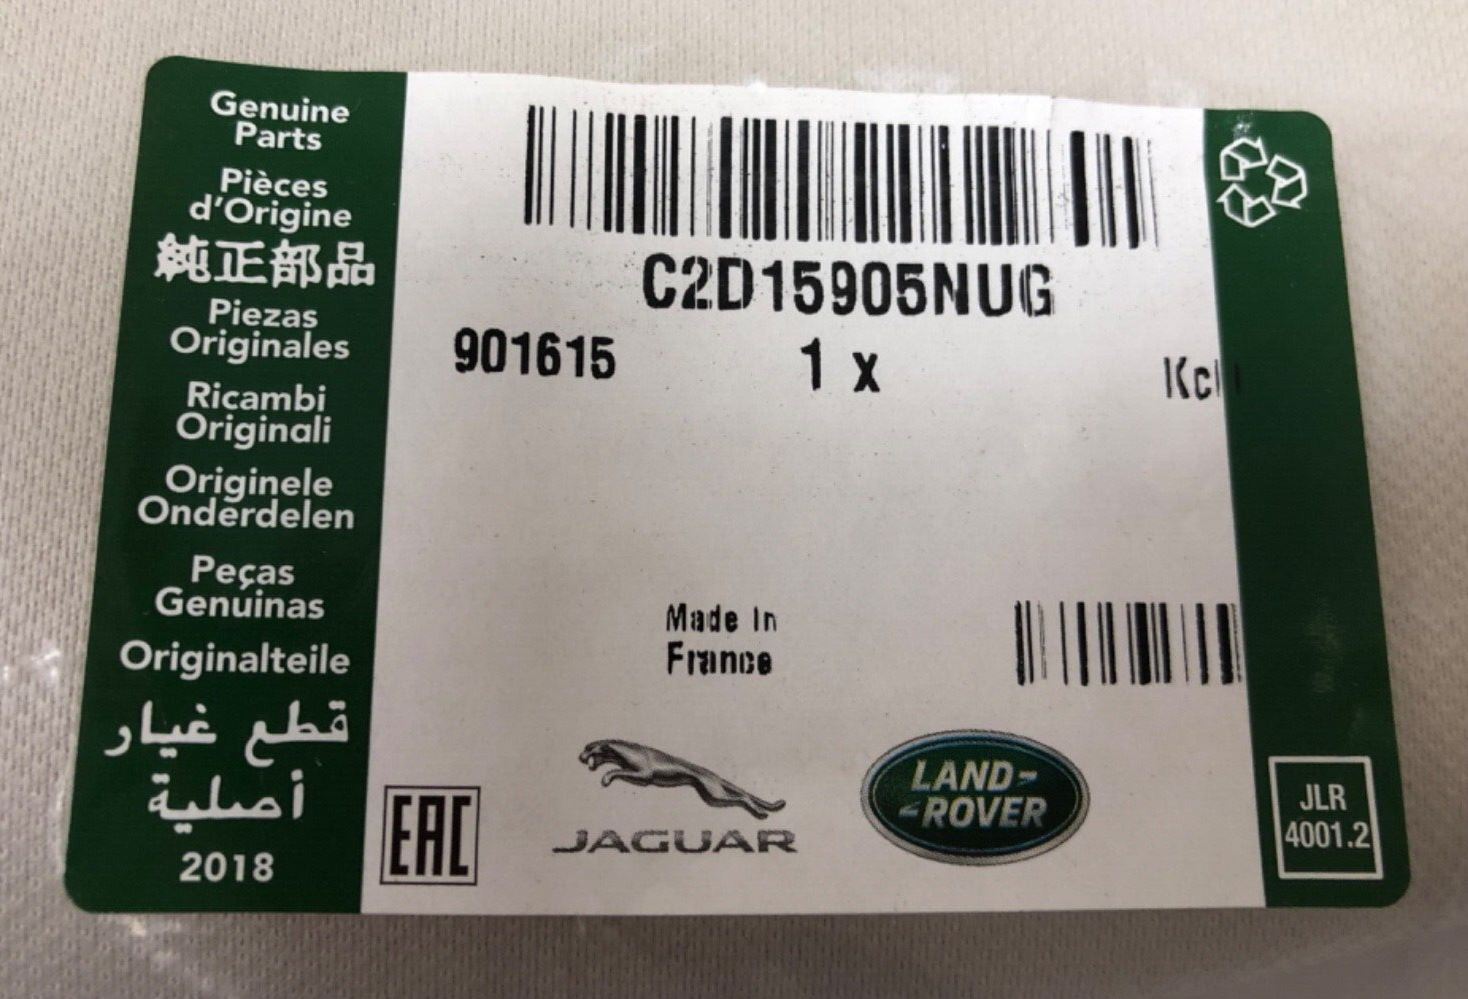 Genuine
Parts
Pièces
d'Origine
純正部品
Piezas
Originales
Ricambi
Originali
Originele
Onderdelen
Peças
Genuinas
Originalteile
قطع غيار
أصلية
2018
C2D15905NUG
901615 1 x
Made In
France
EAC
JAGUAR
LAND-
-ROVER
JLR
4001.2